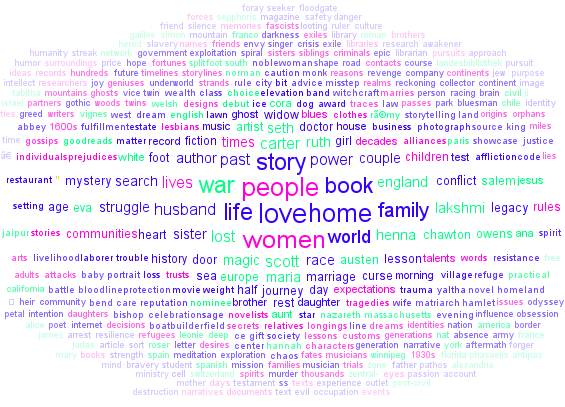 foray seeker floodgate
forces sepphoris magazine safety danger
friend silence memories fascists looting ruler culture
galilee simon mountain franco darkness exiles library roman brothers
herod slavery names friends envy singer crisis exile libraries research awakener
humanity streak network government exploitation spiral sisters siblings criminals epic librarian pursuits approach
humor surroundings price hope fortunes splitfoot south noblewoman shape road contacts course landesbibliothek pursuit
ideas records hundreds future timelines storylines norman caution monk reasons revenge company continents jew purpose
intellect researchers joy geniuses underworld strands rule city bit advice misstep realms reckoning collector continent image
tabitha mountains ghosts vice twin wealth class choice elevation band witchcraft marries person racing brain civil it
israel partners gothic woods twins welsh designs debut ice cora dog award traces law passes park bluesman chile identity
ties greed writers vignes west dream english lawn ghost widow blues clothes rã©my storytelling land origins orphans
abbey 1600s fulfillment estate lesbians music artist seth doctor house business photograph source king miles
time gossips goodreads matter record fiction times carter ruth girl decades alliances paris showcase justice
ã€ individuals prejudices white foot author past story power couple children test affliction code lies
restaurant " mystery search lives war people book england conflict salem jesus
setting age eva struggle husband life love home family lakshmi legacy rules
jaipur stories communities heart sister lost women world henna chawton owens ana spirit
arts livelihood laborer trouble history door magic scott race austen lesson talents words resistance free
adults attacks baby portrait loss trusts sea europe maria marriage curse morning village refuge practical
california battle bloodline protection movie weight half journey day expectations trauma yaltha novel homeland
heir community bend care reputation nominee brother rest daughter tragedies wife matriarch hamlet issues odyssey
petal intention daughters bishop celebration sage novelists aunt star nazareth massachusetts evening influence obsession
alice poet internet decisions boatbuilder field secrets relatives longings line dreams identities nation america border
james arrest resilience refugees leonie deep ce gift society lessons customs generations hat absence army france
judas article sort roser letter desires center hannah characters generation narrative york aftermath forger
mary books strength spain meditation exploration chaos fates musicians winnipeg 1930s florida phasaelis antipas
mind bravery student spanish mission families musician trials zone father pathos alexandria
ministry cell switzerland spirits murder thousands central- eyes passion account
mother days testament ss texts experience outlet post-civil
destruction narratives document text evil occupation events